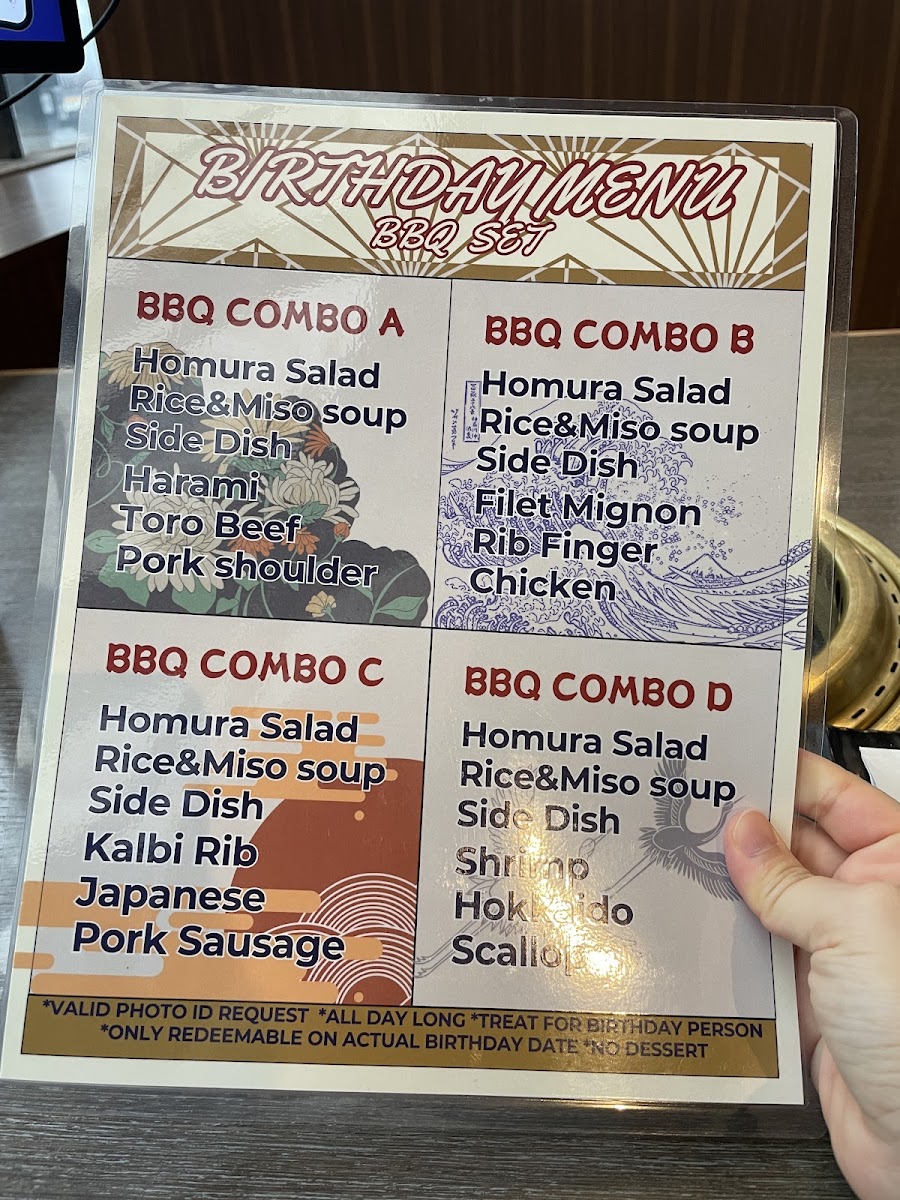 BIRTHDAY MENU
BBQ SET
BBQ COMBO A
Homura Salad
Rice&Miso soup
Side Dish
Harami
Toro Beef
Pork shoulder
BBQ COMBO B
Homura Salad
Rice&Miso soup
Side Dish
Filet Mignon
Rib Finger
Chicken
BBQ COMBO C
Homura Salad
Rice&Miso soup
Side Dish
Kalbi Rib
Japanese
Pork Sausage
BBQ COMBO D
Homura Salad
Rice&Miso soup
Side Dish
Shrimp
Hokkaido
Scallop
*VALID PHOTO ID REQUEST *ALL DAY LONG *TREAT FOR BIRTHDAY PERSON
*ONLY REDEEMABLE ON ACTUAL BIRTHDAY DATE *NO DESSERT